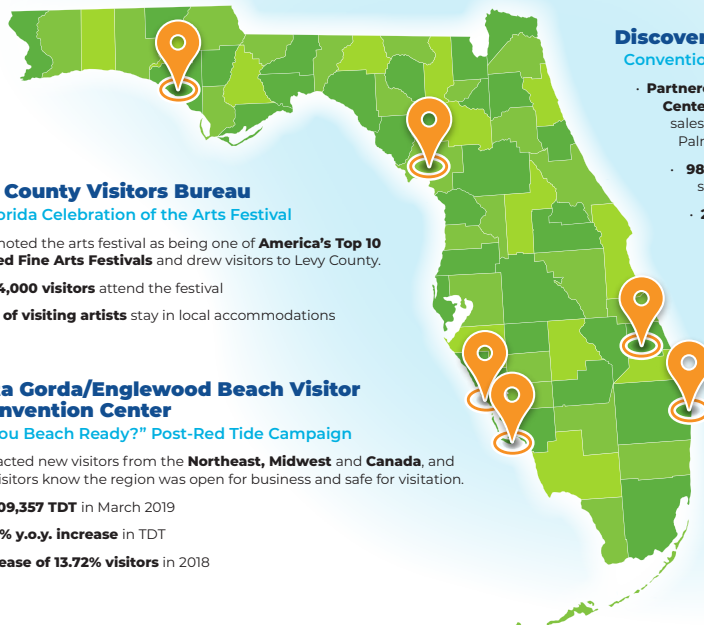 Discover
Conventio
· Partnere
Center
sales
Palm
· 98
s
· 2
County Visitors Bureau
orida Celebration of the Arts Festival
noted the arts festival as being one of America's Top 10
ed Fine Arts Festivals and drew visitors to Levy County.
4,000 visitors attend the festival
of visiting artists stay in local accommodations
a Gorda/Englewood Beach Visitor
nvention Center
ou Beach Ready?" Post-Red Tide Campaign
acted new visitors from the Northeast, Midwest and Canada, and
isitors know the region was open for business and safe for visitation.
09,357 TDT in March 2019
% y.o.y. increase in TDT
ease of 13.72% visitors in 2018